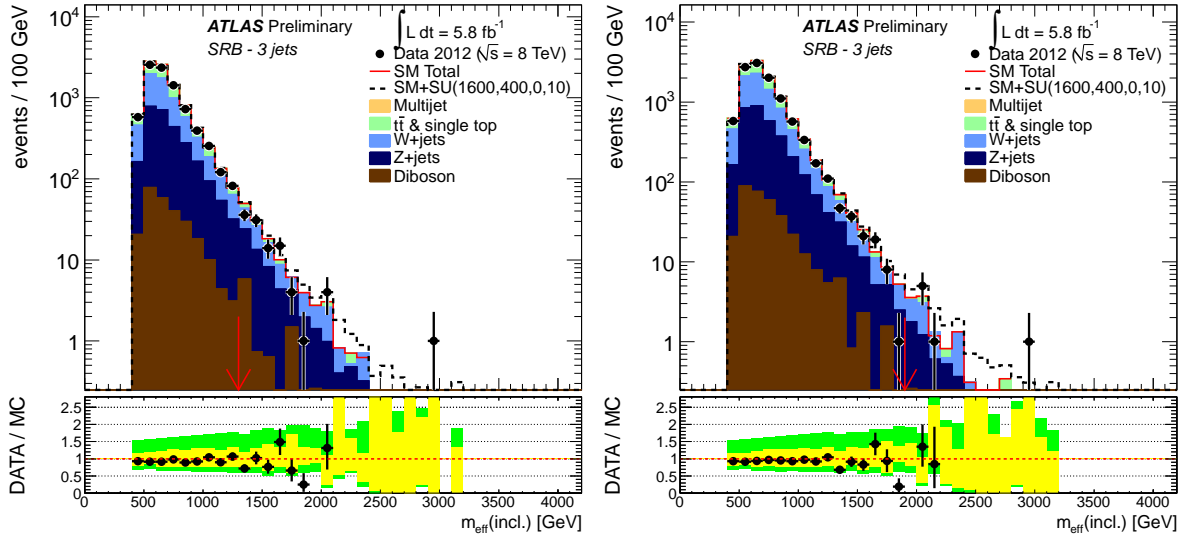 events / 100 GeV
10³
10²
10
1
ATLAS Preliminary
SRB - 3 jets
∫ L dt = 5.8 fb⁻¹
Data 2012 (√s = 8 TeV)
SM Total
SM+SU(1600,400,0,10)
Multijet
tt̄ & single top
W+jets
Z+jets
Diboson
DATA / MC
2.5
2
1.5
1
0.5
0
0 500 1000 1500 2000 2500 3000 3500 4000
m_eff(incl.) [GeV]
events / 100 GeV
10³
10²
10
1
ATLAS Preliminary
SRB - 3 jets
∫ L dt = 5.8 fb⁻¹
Data 2012 (√s = 8 TeV)
SM Total
SM+SU(1600,400,0,10)
Multijet
tt̄ & single top
W+jets
Z+jets
Diboson
DATA / MC
2.5
2
1.5
1
0.5
0
0 500 1000 1500 2000 2500 3000 3500 4000
m_eff(incl.) [GeV]